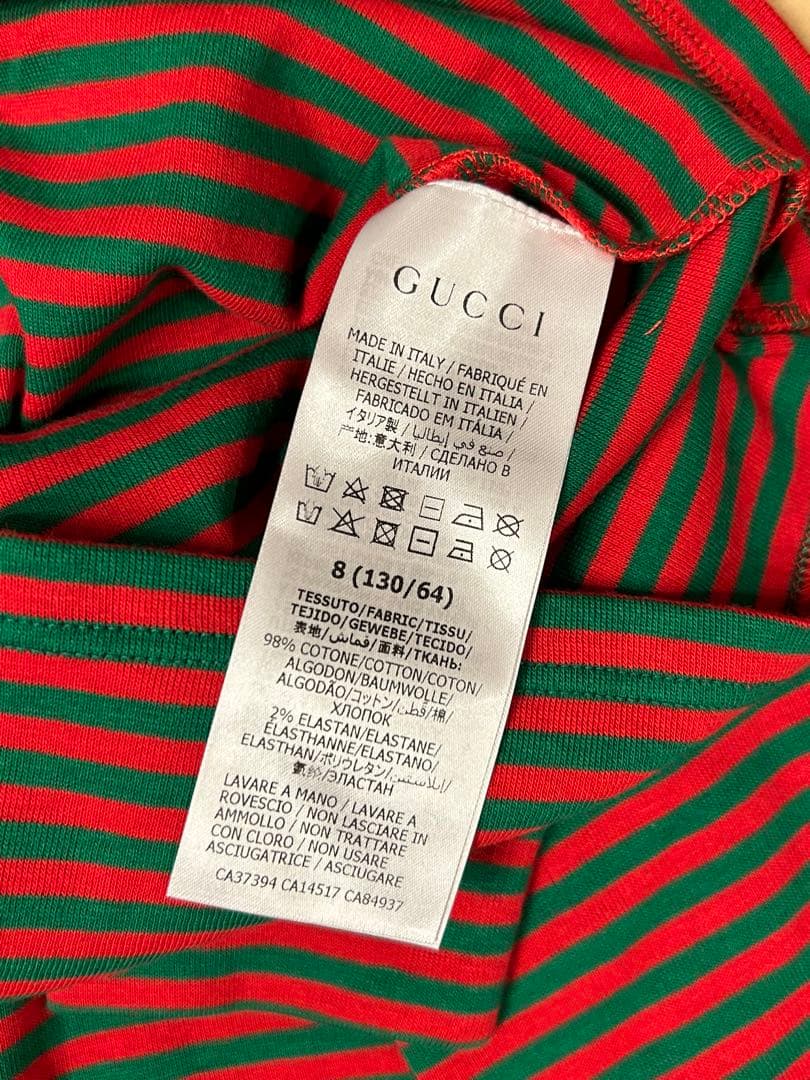 GUCCI
MADE IN ITALY / FABRIQUÉ EN
ITALIE / HECHO EN ITALIA /
HERGESTELLT IN ITALIEN /
FABRICADO EM ITÁLIA /
イタリア製 / صنع في إيطاليا /
产地:意大利 / СДЕЛАНО В
ИТАЛИИ
8 (130/64)
TESSUTO/FABRIC/TISSU/
TEJIDO/GEWEBE/TECIDO/
表地/قماش/面料/ТКАНЬ:
98% COTONE/COTTON/COTON/
ALGODON/BAUMWOLLE/
ALGODÃO/コットン/قطن/棉/
ХЛОПОК
2% ELASTAN/ELASTANE/
ÉLASTHANNE/ELASTANO/
ELASTHAN/ポリウレタン/إيلاستين/
氨纶/ЭЛАСТАН
LAVARE A MANO / LAVARE A
ROVESCIO / NON LASCIARE IN
AMMOLLO / NON TRATTARE
CON CLORO / NON USARE
ASCIUGATRICE / ASCIUGARE
CA37394 CA14517 CA84937